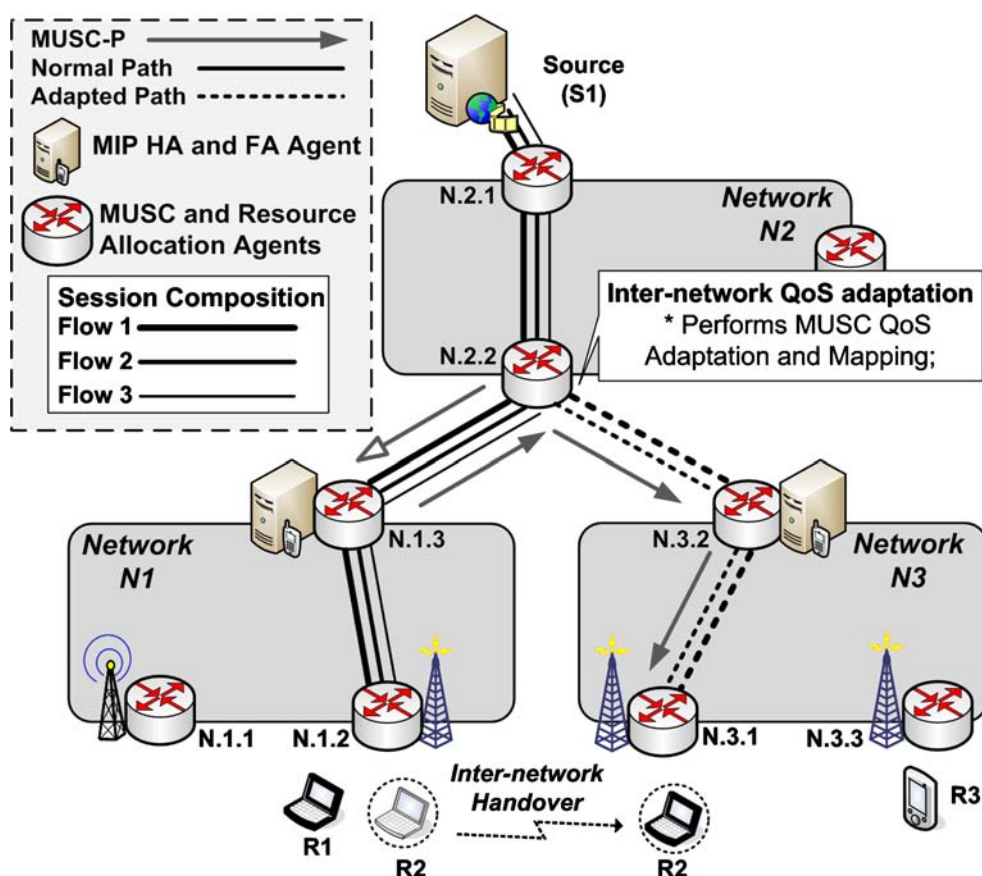 MUSC-P
Normal Path
Adapted Path
MIP HA and FA Agent
MUSC and Resource
Allocation Agents
Session Composition
Flow 1
Flow 2
Flow 3
Source
(S1)
N.2.1
Network
N2
Inter-network QoS adaptation
* Performs MUSC QoS
Adaptation and Mapping;
N.2.2
N.1.3
Network
N1
N.1.1
N.1.2
N.3.2
Network
N3
N.3.1
N.3.3
Inter-network
Handover
R1
R2
R2
R3